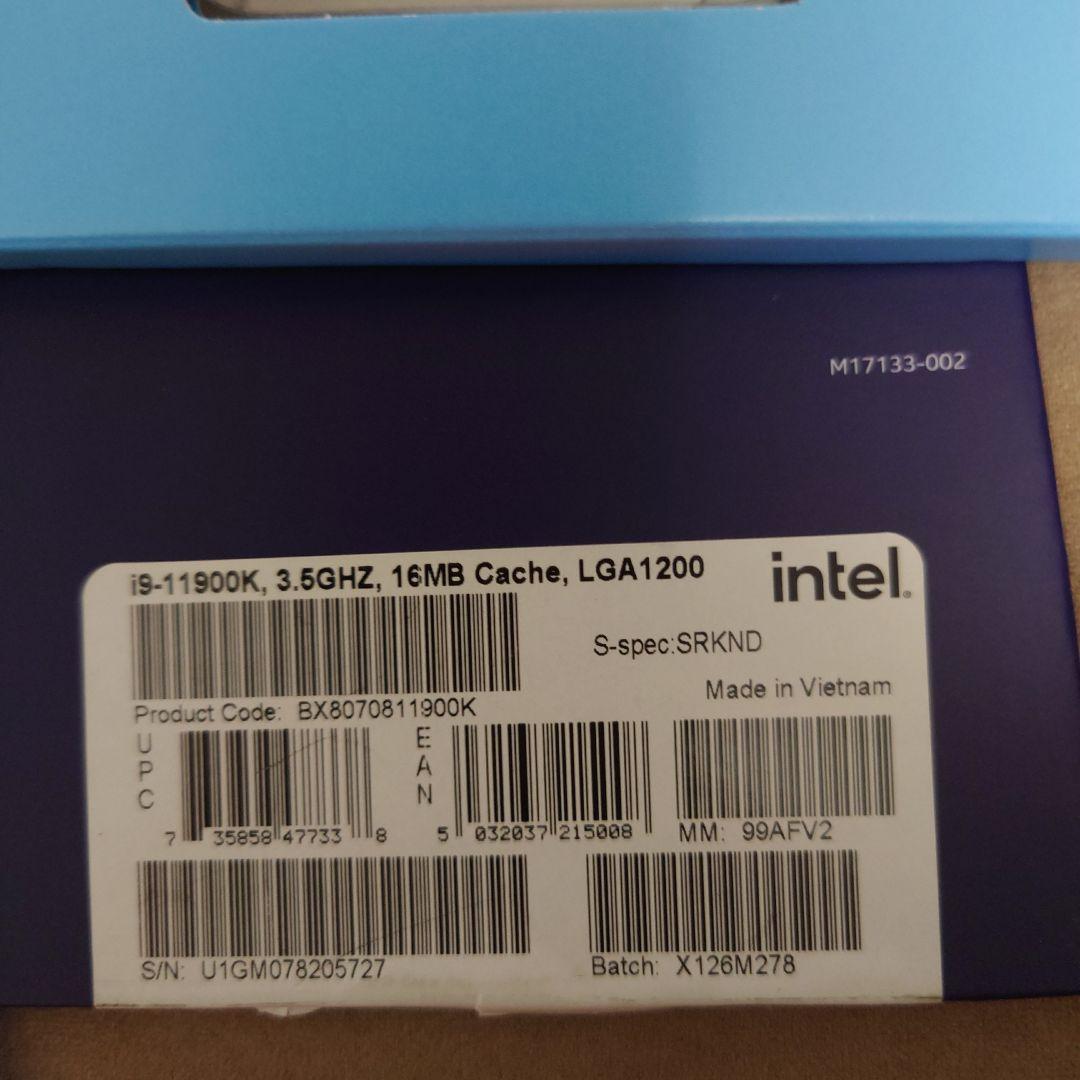 M17133-002
i9-11900K, 3.5GHZ, 16MB Cache, LGA1200
intel.
S-spec:SRKND
Made in Vietnam
Product Code: BX8070811900K
UPC
7 35858 47733 8
EAN
5 032037 215008
MM: 99AFV2
S/N: U1GM078205727
Batch: X126M278